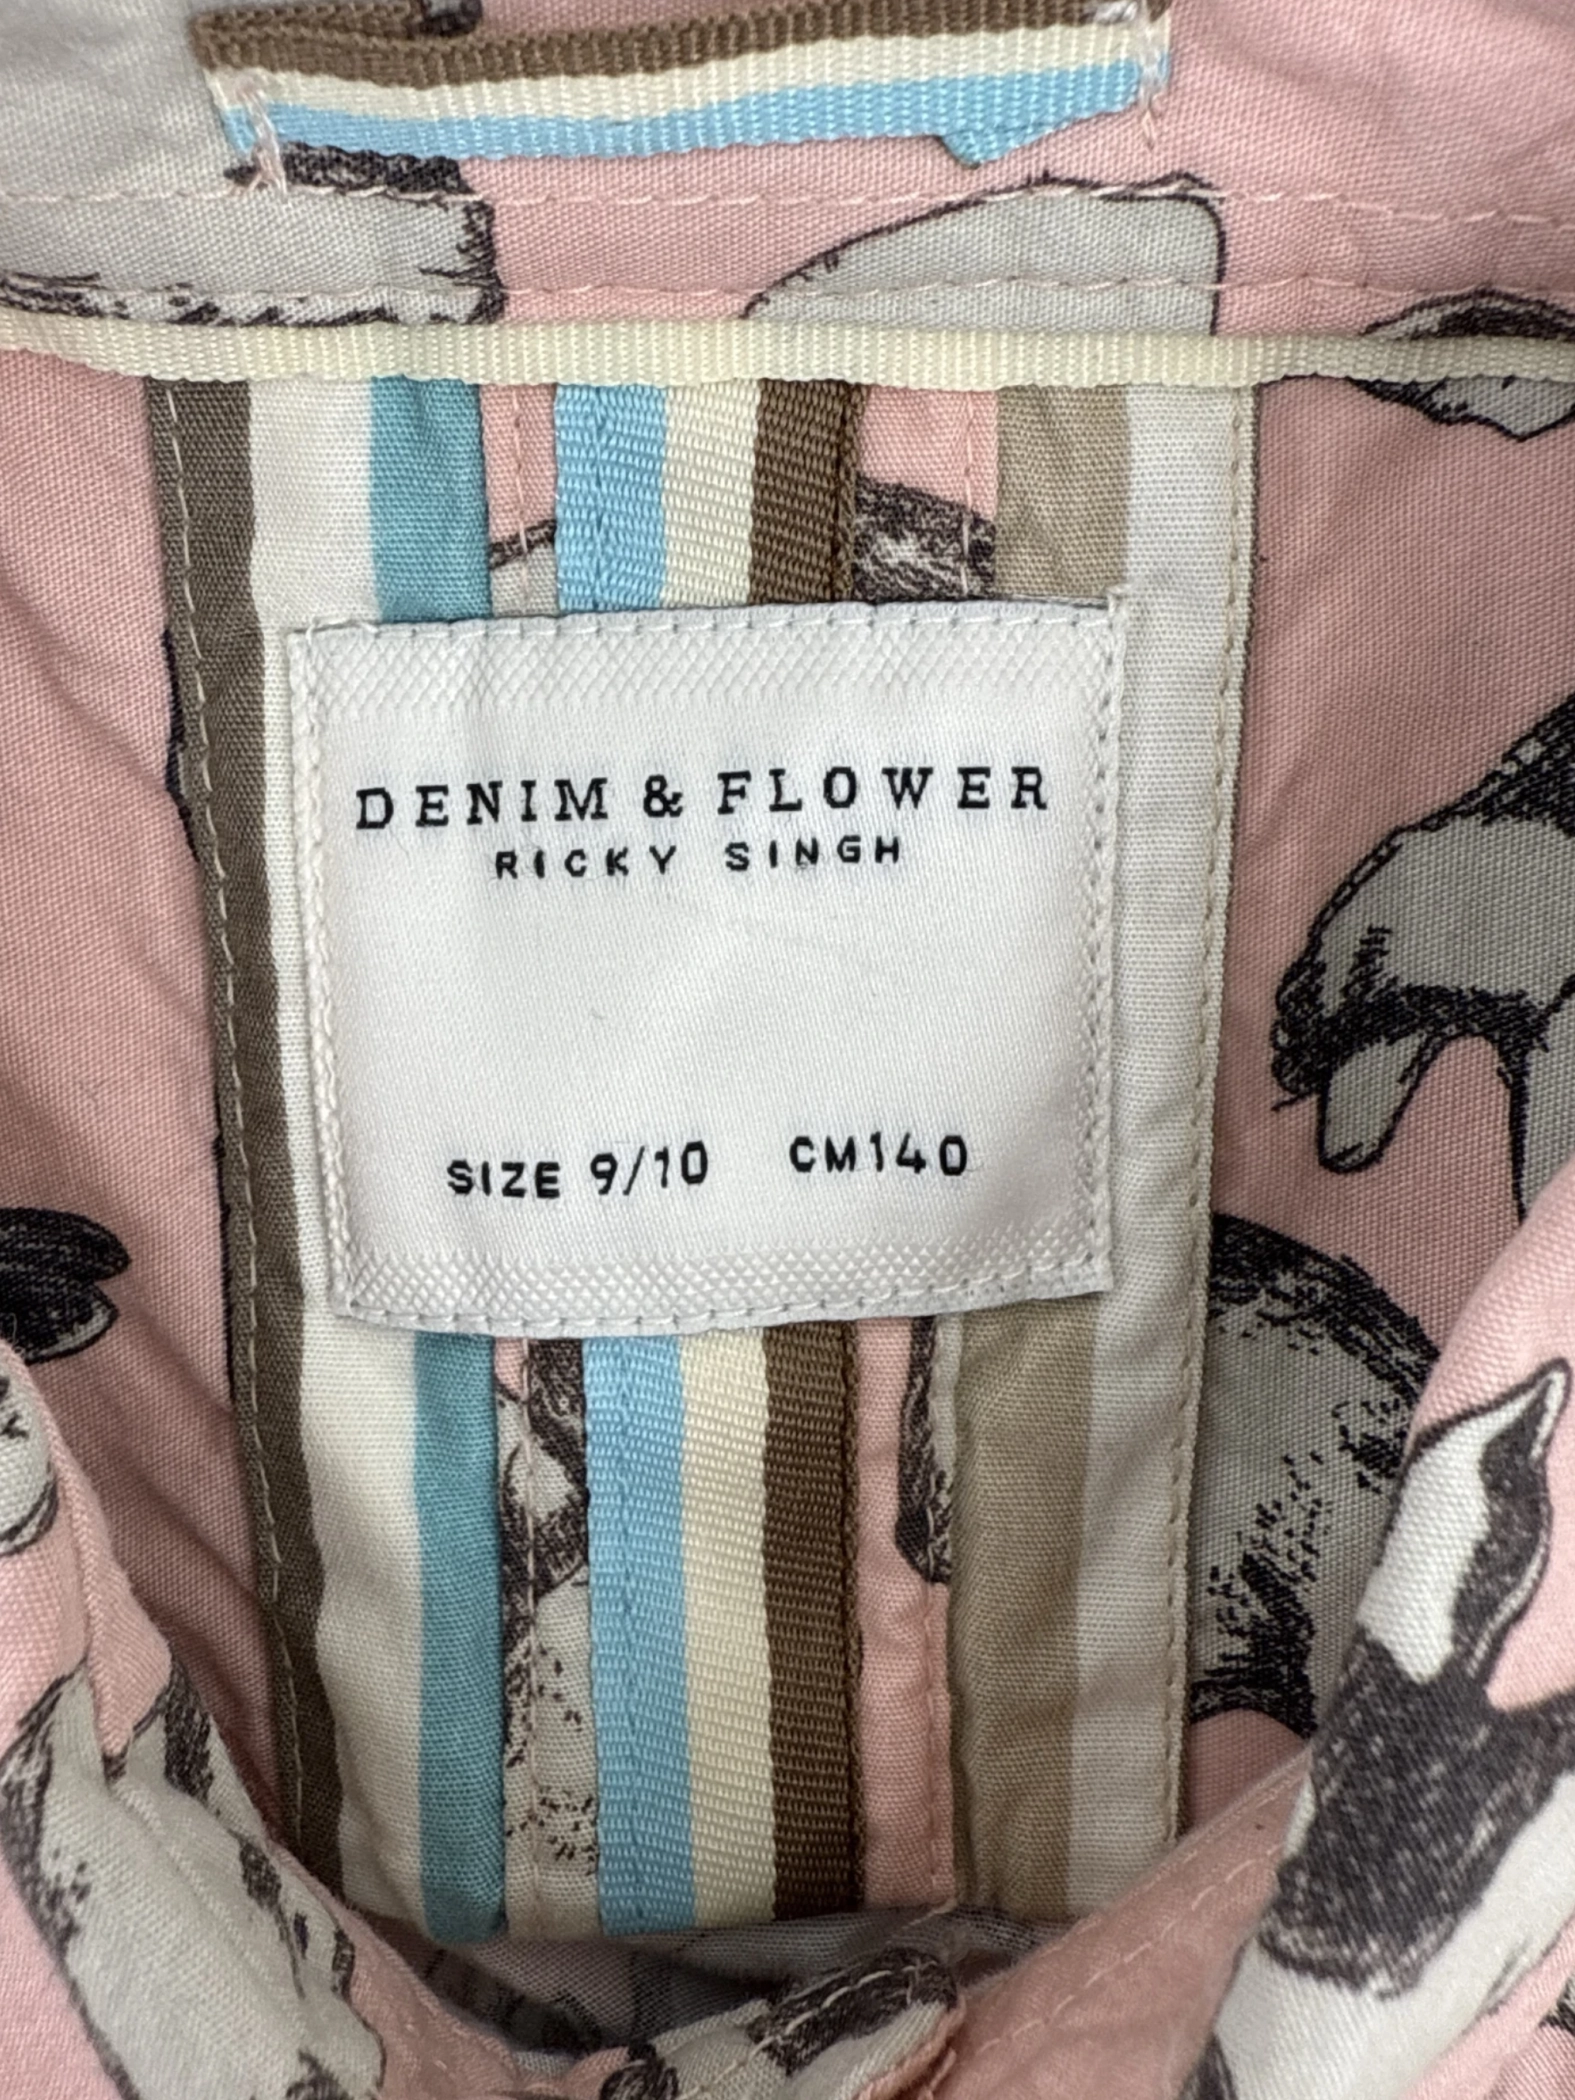 DENIM & FLOWER
RICKY SINGH
SIZE 9/10 CM140